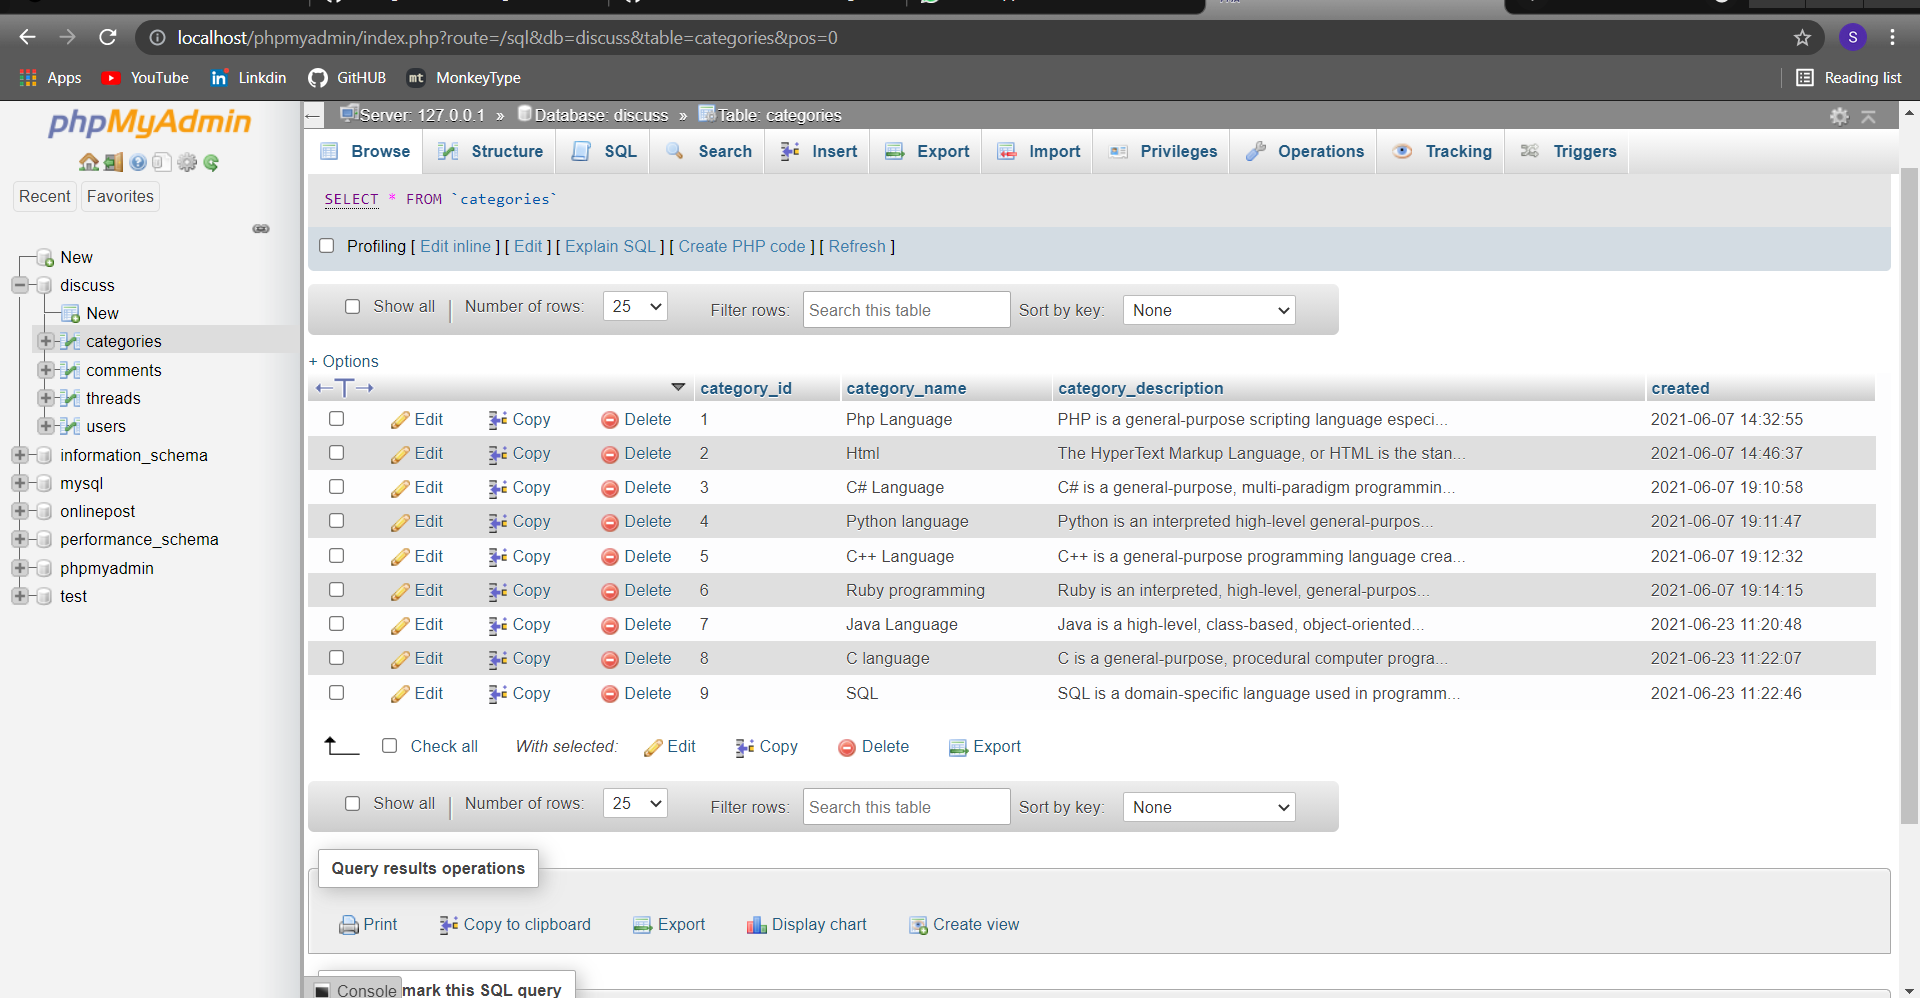 localhost/phpmyadmin/index.php?route=/sql&db=discuss&table=categories&pos=0
S
Apps YouTube Linkdin GitHUB mt MonkeyType Reading list
phpMyAdmin
Recent Favorites
New
discuss
New
categories
comments
threads
users
information_schema
mysql
onlinepost
performance_schema
phpmyadmin
test
Server: 127.0.0.1 » Database: discuss » Table: categories
Browse Structure SQL Search Insert Export Import Privileges Operations Tracking Triggers
SELECT * FROM `categories`
Profiling [ Edit inline ] [ Edit ] [ Explain SQL ] [ Create PHP code ] [ Refresh ]
Show all | Number of rows: 25 Filter rows: Search this table Sort by key: None
+ Options
←T→ category_id category_name category_description created
Edit Copy Delete 1 Php Language PHP is a general-purpose scripting language especi... 2021-06-07 14:32:55
Edit Copy Delete 2 Html The HyperText Markup Language, or HTML is the stan... 2021-06-07 14:46:37
Edit Copy Delete 3 C# Language C# is a general-purpose, multi-paradigm programmin... 2021-06-07 19:10:58
Edit Copy Delete 4 Python language Python is an interpreted high-level general-purpos... 2021-06-07 19:11:47
Edit Copy Delete 5 C++ Language C++ is a general-purpose programming language crea... 2021-06-07 19:12:32
Edit Copy Delete 6 Ruby programming Ruby is an interpreted, high-level, general-purpos... 2021-06-07 19:14:15
Edit Copy Delete 7 Java Language Java is a high-level, class-based, object-oriented... 2021-06-23 11:20:48
Edit Copy Delete 8 C language C is a general-purpose, procedural computer progra... 2021-06-23 11:22:07
Edit Copy Delete 9 SQL SQL is a domain-specific language used in programm... 2021-06-23 11:22:46
Check all With selected: Edit Copy Delete Export
Show all | Number of rows: 25 Filter rows: Search this table Sort by key: None
Query results operations
Print Copy to clipboard Export Display chart Create view
Console mark this SQL query